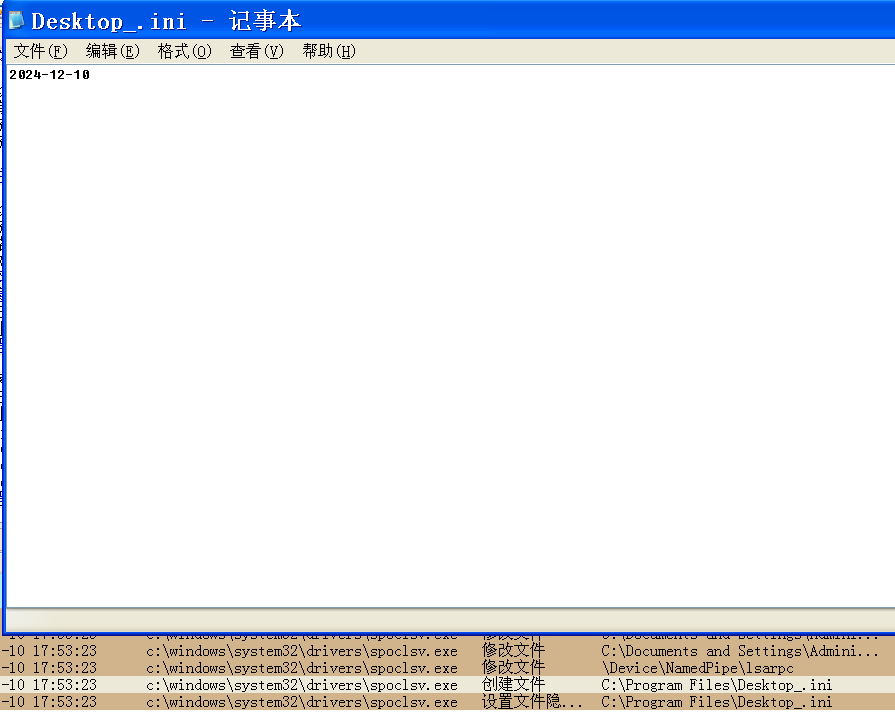 Desktop_.ini - 记事本
文件(F) 编辑(E) 格式(O) 查看(V) 帮助(H)
2024-12-10
-10 17:53:23 c:\windows\system32\drivers\spoclsv.exe 修改文件 C:\Documents and Settings\Admini...
-10 17:53:23 c:\windows\system32\drivers\spoclsv.exe 修改文件 C:\Documents and Settings\Admini...
-10 17:53:23 c:\windows\system32\drivers\spoclsv.exe 修改文件 \Device\NamedPipe\lsarpc
-10 17:53:23 c:\windows\system32\drivers\spoclsv.exe 创建文件 C:\Program Files\Desktop_.ini
-10 17:53:23 c:\windows\system32\drivers\spoclsv.exe 设置文件隐... C:\Program Files\Desktop_.ini